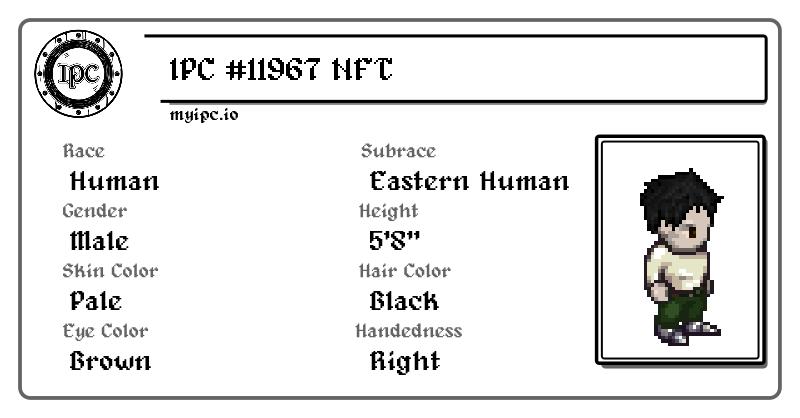 IPC
IPC #11967 NFT
myipc.io
Race
Human
Subrace
Eastern Human
Gender
Male
Height
5'8"
Skin Color
Pale
Hair Color
Black
Eye Color
Brown
Handedness
Right